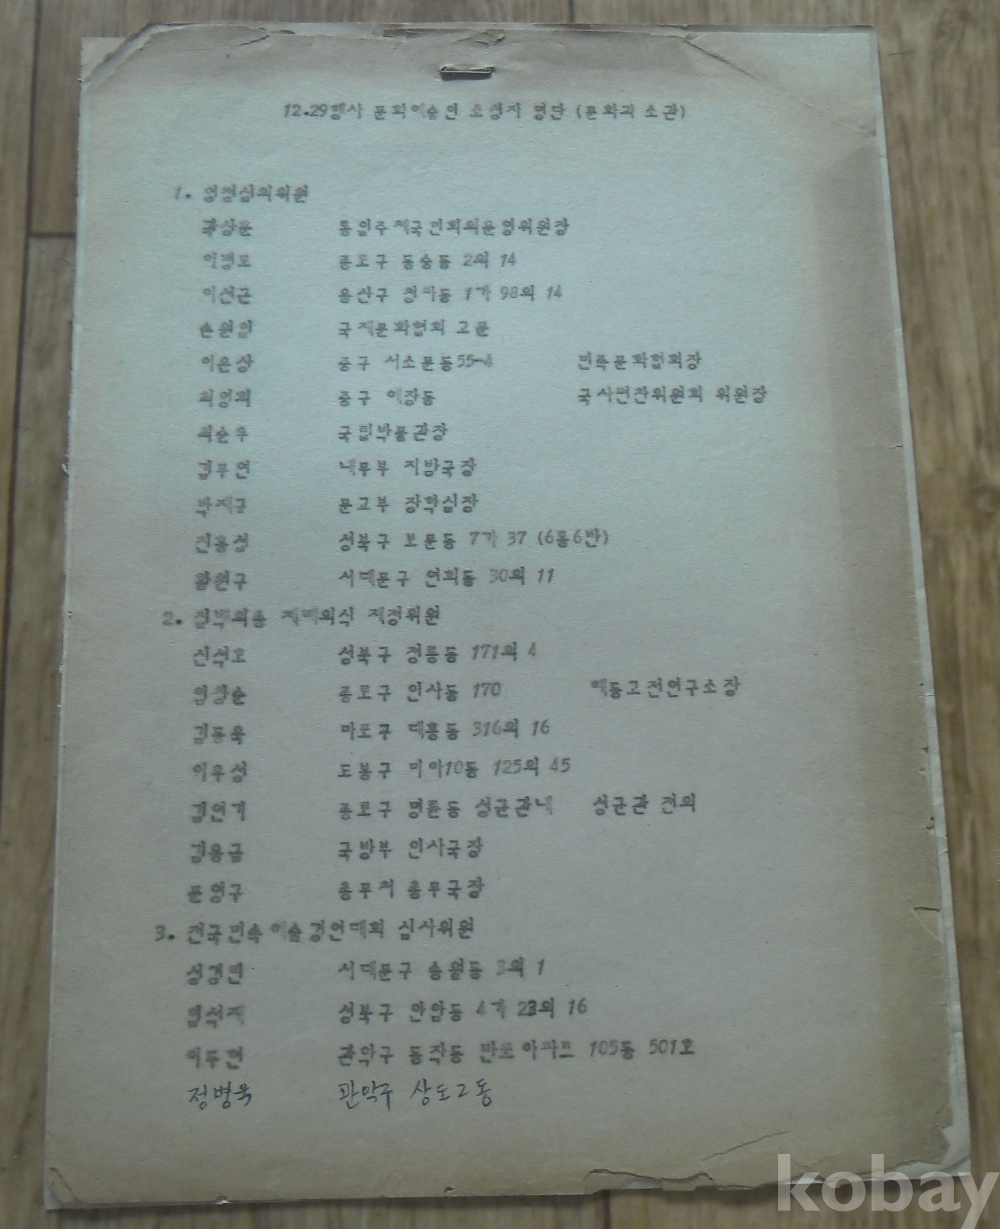 12.29행사 문화예술인 초청자 명단 (문화과 소관)
1. 영정심의위원
곽상훈 통일주체국민회의운영위원장
이병도 종로구 동숭동 2의 14
이선근 용산구 청파동 1가 98의 14
손원일 국제문화협회 고문
이은상 중구 서소문동 55-4 민족문화협회장
최영희 중구 예장동 국사편찬위원회 위원장
최순우 국립박물관장
김무연 내무부 지방국장
박재규 문교부 장학실장
성북구 보문동 7가 37 (6통6반)
황원구 서대문구 연희동 30의 11
2. 제례의식 제정위원
신석호 성북구 정릉동 171의 4
임창순 종로구 인사동 170 태동고전연구소장
김동욱 마포구 대흥동 316의 16
이우성 도봉구 미아10동 125의 45
종로구 명륜동 성균관내 성균관 전의
김용금 국방부 인사국장
문영구 총무처 총무국장
3. 전국민속예술경연대회 심사위원
성경린 서대문구 송월동 3의 1
임석재 성북구 안암동 4가 23의 16
이두현 관악구 동작동 반포아파트 105동 501호
정병욱 관악구 상도2동
kobay